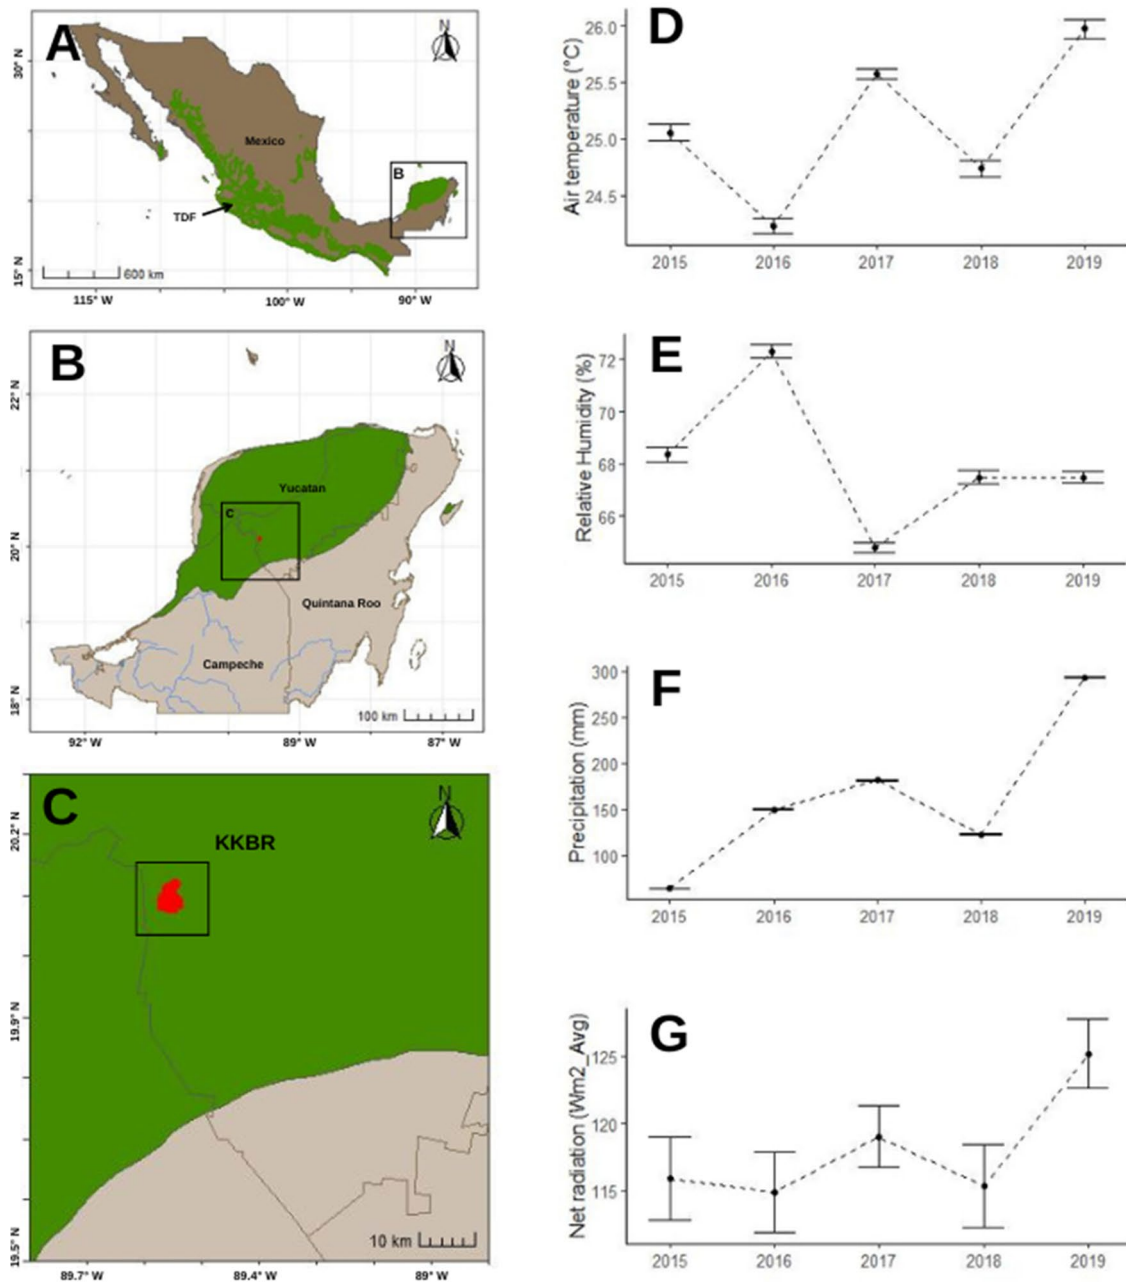 A
N
30° N
15° N
Mexico
B
TDF
600 km
115° W
100° W
90° W
B
N
22° N
20° N
18° N
Yucatan
C
Quintana Roo
Campeche
100 km
92° W
89° W
87° W
C
N
KKBR
20.2° N
19.9° N
19.5° N
10 km
89.7° W
89.4° W
89° W
D
Air temperature (°C)
26.0
25.5
25.0
24.5
2015
2016
2017
2018
2019
E
Relative Humidity (%)
72
70
68
66
2015
2016
2017
2018
2019
F
Precipitation (mm)
300
250
200
150
100
2015
2016
2017
2018
2019
G
Net radiation (Wm2_Avg)
125
120
115
2015
2016
2017
2018
2019